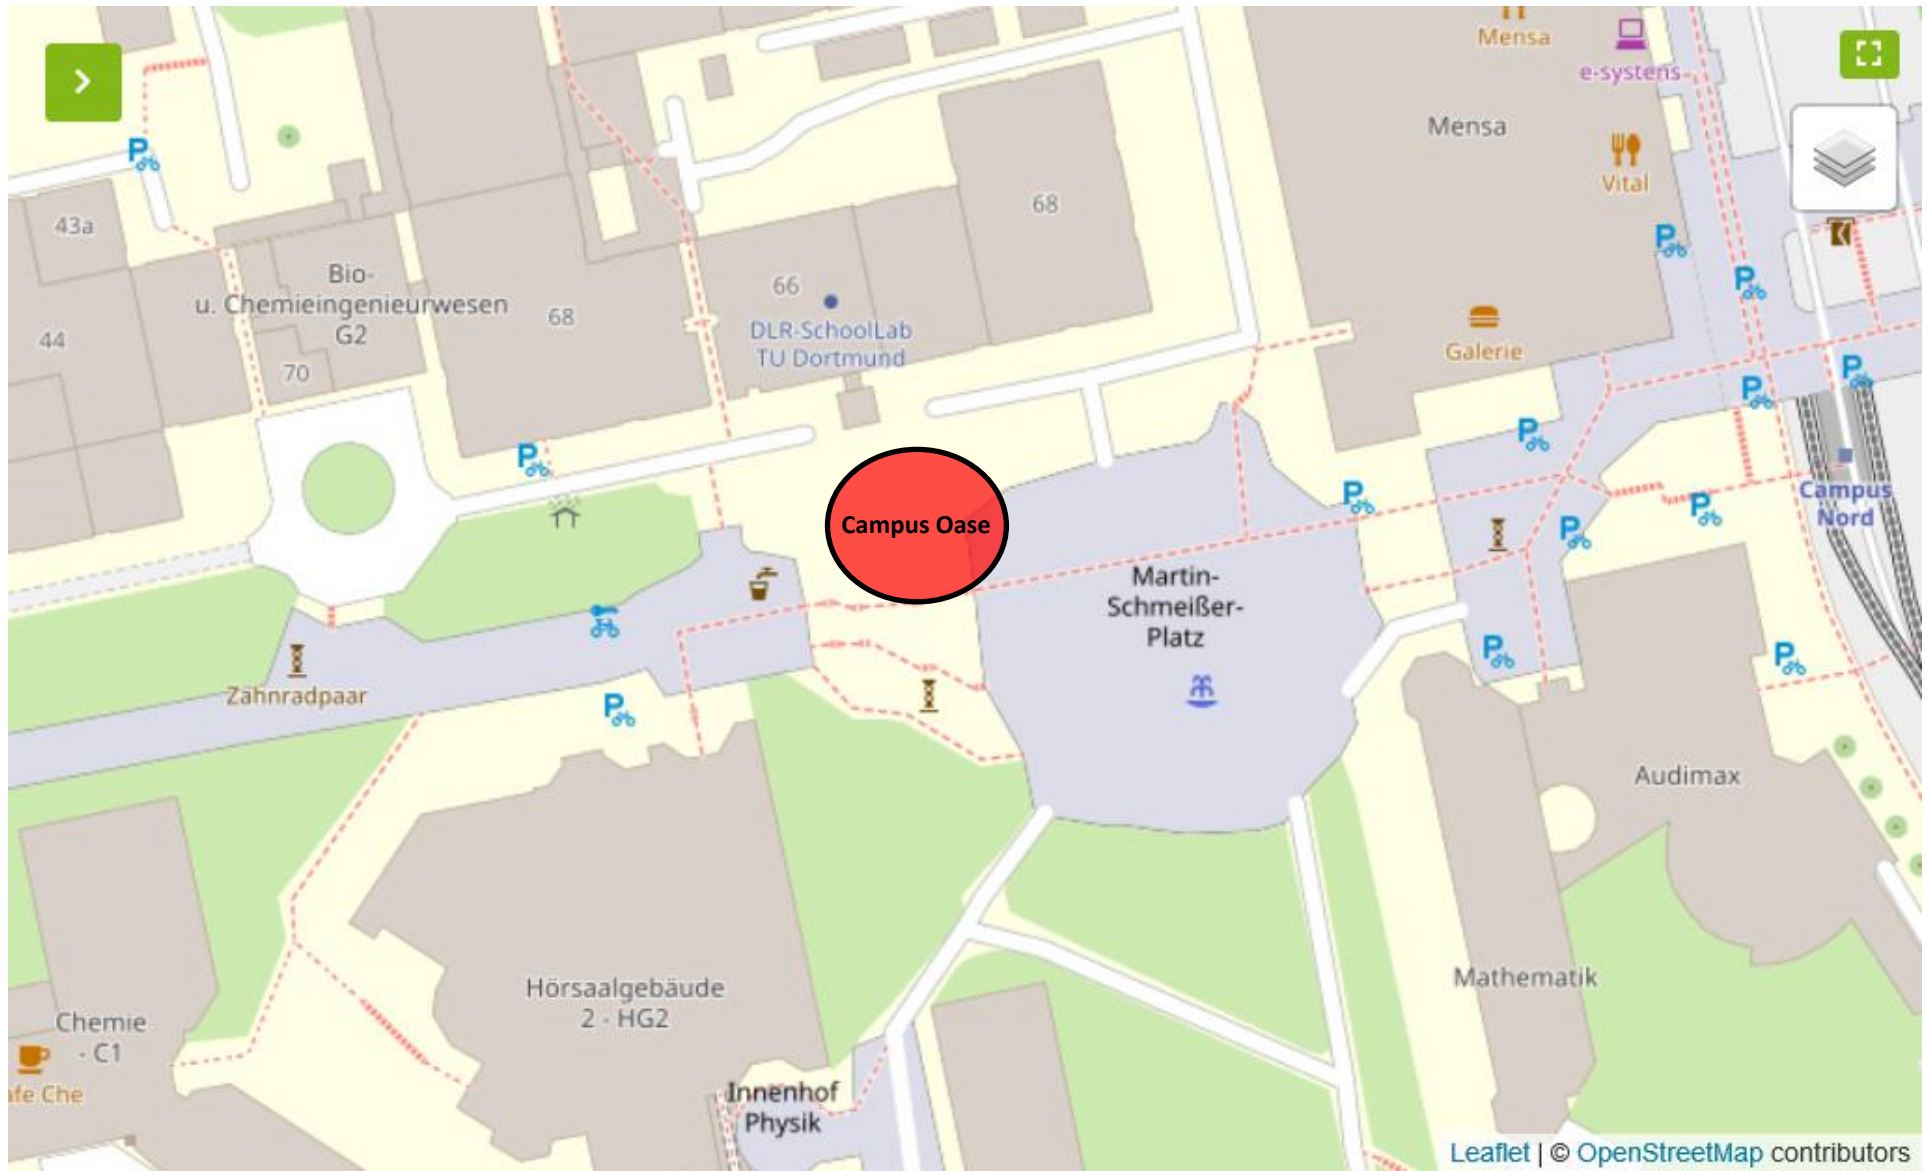 Mensa
e-systens
Mensa
Vital
43a
68
Bio-
u. Chemieingenieurwesen
G2
66
68
DLR-SchoolLab
TU Dortmund
44
70
Galerie
Campus Oase
Campus
Nord
Martin-
Schmeißer-
Platz
Zahnradpaar
Audimax
Mathematik
Hörsaalgebäude
2 - HG2
Chemie
- C1
afe Che
Innenhof
Physik
P
P
P
P
P
P
P
P
P
P
P
P
P
Leaflet | © OpenStreetMap contributors